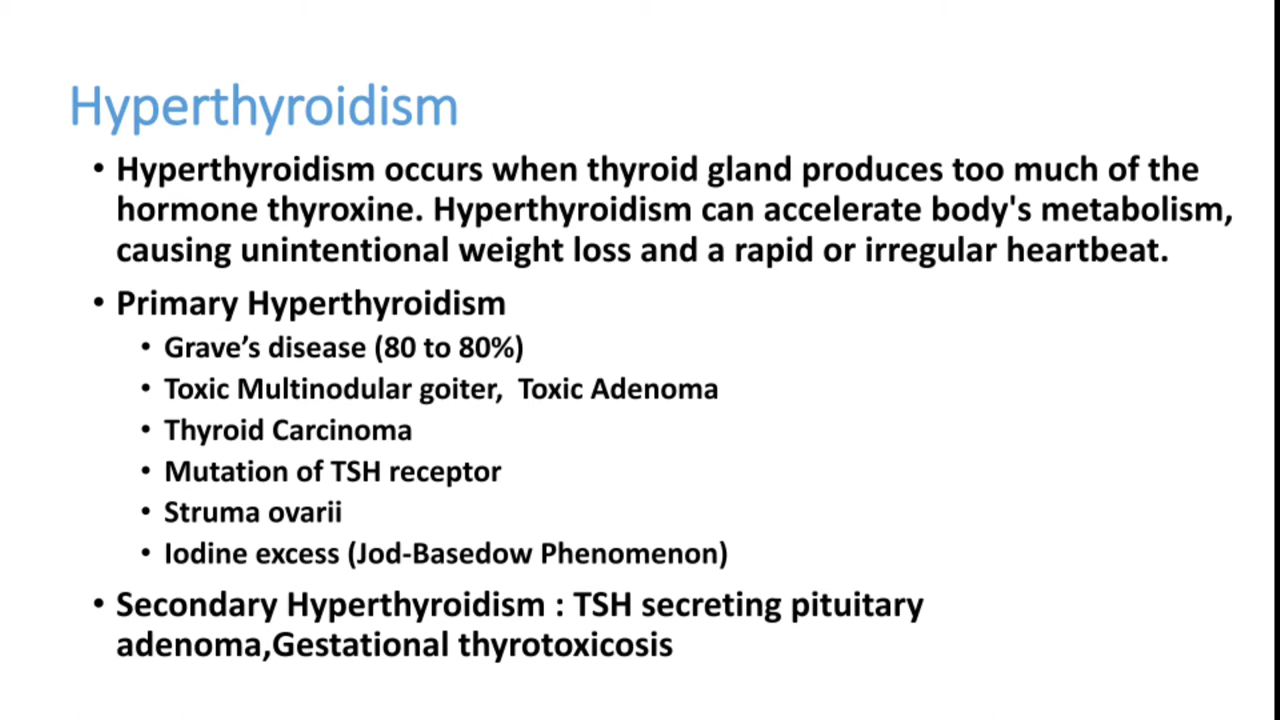 Hyperthyroidism
• Hyperthyroidism occurs when thyroid gland produces too much of the
hormone thyroxine. Hyperthyroidism can accelerate body's metabolism,
causing unintentional weight loss and a rapid or irregular heartbeat.
• Primary Hyperthyroidism
• Grave’s disease (80 to 80%)
• Toxic Multinodular goiter,  Toxic Adenoma
• Thyroid Carcinoma
• Mutation of TSH receptor
• Struma ovarii
• Iodine excess (Jod-Basedow Phenomenon)
• Secondary Hyperthyroidism : TSH secreting pituitary
adenoma,Gestational thyrotoxicosis